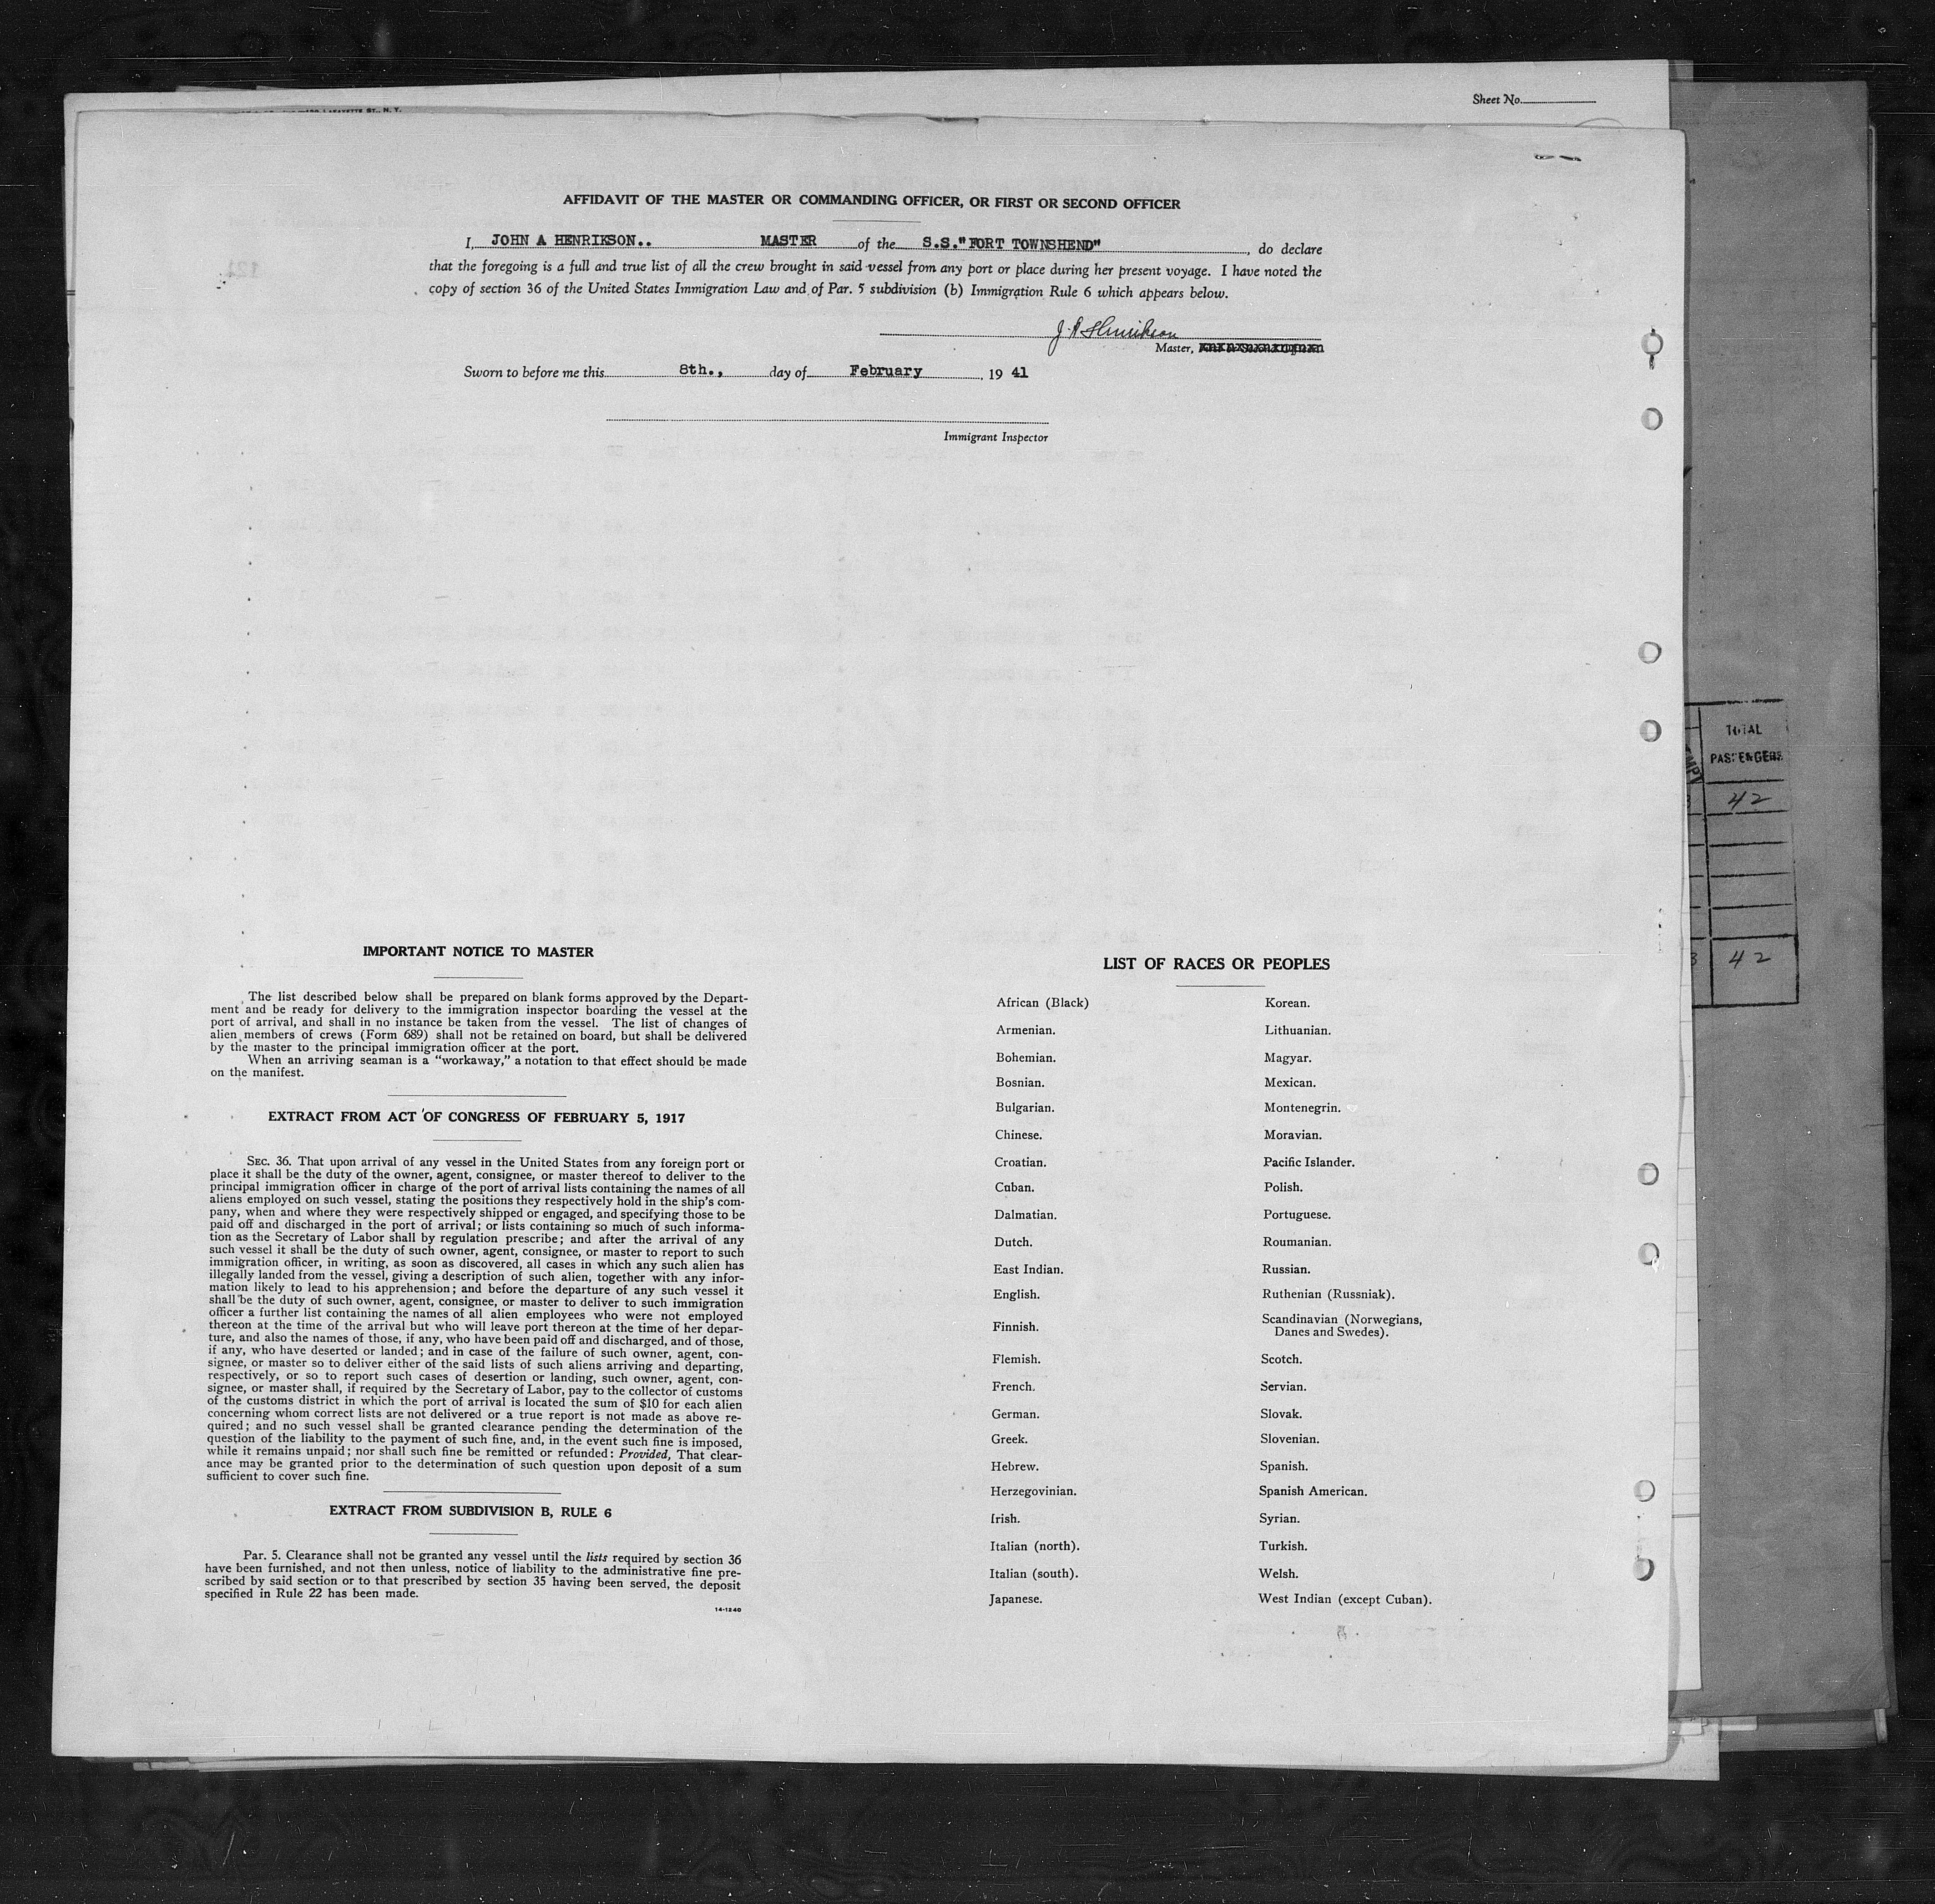 LAFAYETTE ST., N. Y.
Sheet No.
AFFIDAVIT OF THE MASTER OR COMMANDING OFFICER, OR FIRST OR SECOND OFFICER
I, JOHN A HENRIKSON.. MASTER of the S.S."FORT TOWNSHEND" , do declare
that the foregoing is a full and true list of all the crew brought in said vessel from any port or place during her present voyage. I have noted the
copy of section 36 of the United States Immigration Law and of Par. 5 subdivision (b) Immigration Rule 6 which appears below.
J. A Henrikson
Master,
Sworn to before me this 8th., day of February , 19 41
Immigrant Inspector
TOTAL
PASSENGERS
42
42
IMPORTANT NOTICE TO MASTER
The list described below shall be prepared on blank forms approved by the Depart-
ment and be ready for delivery to the immigration inspector boarding the vessel at the
port of arrival, and shall in no instance be taken from the vessel. The list of changes of
alien members of crews (Form 689) shall not be retained on board, but shall be delivered
by the master to the principal immigration officer at the port.
When an arriving seaman is a "workaway," a notation to that effect should be made
on the manifest.
EXTRACT FROM ACT OF CONGRESS OF FEBRUARY 5, 1917
SEC. 36. That upon arrival of any vessel in the United States from any foreign port or
place it shall be the duty of the owner, agent, consignee, or master thereof to deliver to the
principal immigration officer in charge of the port of arrival lists containing the names of all
aliens employed on such vessel, stating the positions they respectively hold in the ship's com-
pany, when and where they were respectively shipped or engaged, and specifying those to be
paid off and discharged in the port of arrival; or lists containing so much of such informa-
tion as the Secretary of Labor shall by regulation prescribe; and after the arrival of any
such vessel it shall be the duty of such owner, agent, consignee, or master to report to such
immigration officer, in writing, as soon as discovered, all cases in which any such alien has
illegally landed from the vessel, giving a description of such alien, together with any infor-
mation likely to lead to his apprehension; and before the departure of any such vessel it
shall be the duty of such owner, agent, consignee, or master to deliver to such immigration
officer a further list containing the names of all alien employees who were not employed
thereon at the time of the arrival but who will leave port thereon at the time of her depar-
ture, and also the names of those, if any, who have been paid off and discharged, and of those,
if any, who have deserted or landed; and in case of the failure of such owner, agent, con-
signee, or master so to deliver either of the said lists of such aliens arriving and departing,
respectively, or so to report such cases of desertion or landing, such owner, agent, con-
signee, or master shall, if required by the Secretary of Labor, pay to the collector of customs
of the customs district in which the port of arrival is located the sum of $10 for each alien
concerning whom correct lists are not delivered or a true report is not made as above re-
quired; and no such vessel shall be granted clearance pending the determination of the
question of the liability to the payment of such fine, and, in the event such fine is imposed,
while it remains unpaid; nor shall such fine be remitted or refunded: Provided, That clear-
ance may be granted prior to the determination of such question upon deposit of a sum
sufficient to cover such fine.
EXTRACT FROM SUBDIVISION B, RULE 6
Par. 5. Clearance shall not be granted any vessel until the lists required by section 36
have been furnished, and not then unless, notice of liability to the administrative fine pre-
scribed by said section or to that prescribed by section 35 having been served, the deposit
specified in Rule 22 has been made.
14-1240
LIST OF RACES OR PEOPLES
African (Black)
Armenian.
Bohemian.
Bosnian.
Bulgarian.
Chinese.
Croatian.
Cuban.
Dalmatian.
Dutch.
East Indian.
English.
Finnish.
Flemish.
French.
German.
Greek.
Hebrew.
Herzegovinian.
Irish.
Italian (north).
Italian (south).
Japanese.
Korean.
Lithuanian.
Magyar.
Mexican.
Montenegrin.
Moravian.
Pacific Islander.
Polish.
Portuguese.
Roumanian.
Russian.
Ruthenian (Russniak).
Scandinavian (Norwegians,
Danes and Swedes).
Scotch.
Servian.
Slovak.
Slovenian.
Spanish.
Spanish American.
Syrian.
Turkish.
Welsh.
West Indian (except Cuban).